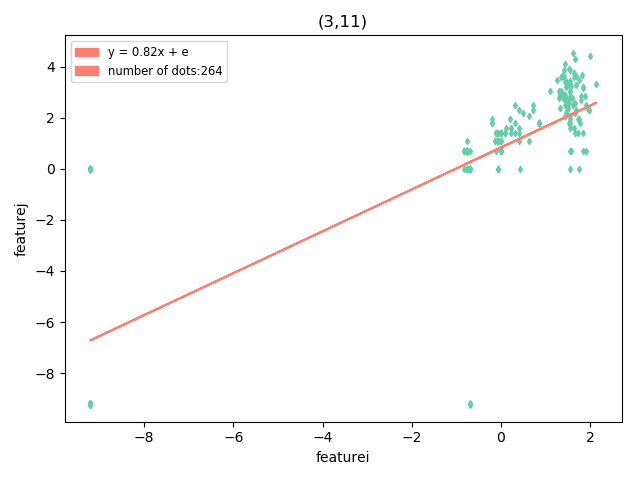 (3,11)
y = 0.82x + e
number of dots:264
4
2
0
−2
−4
−6
−8
featurej
−8 −6 −4 −2 0 2
featurei